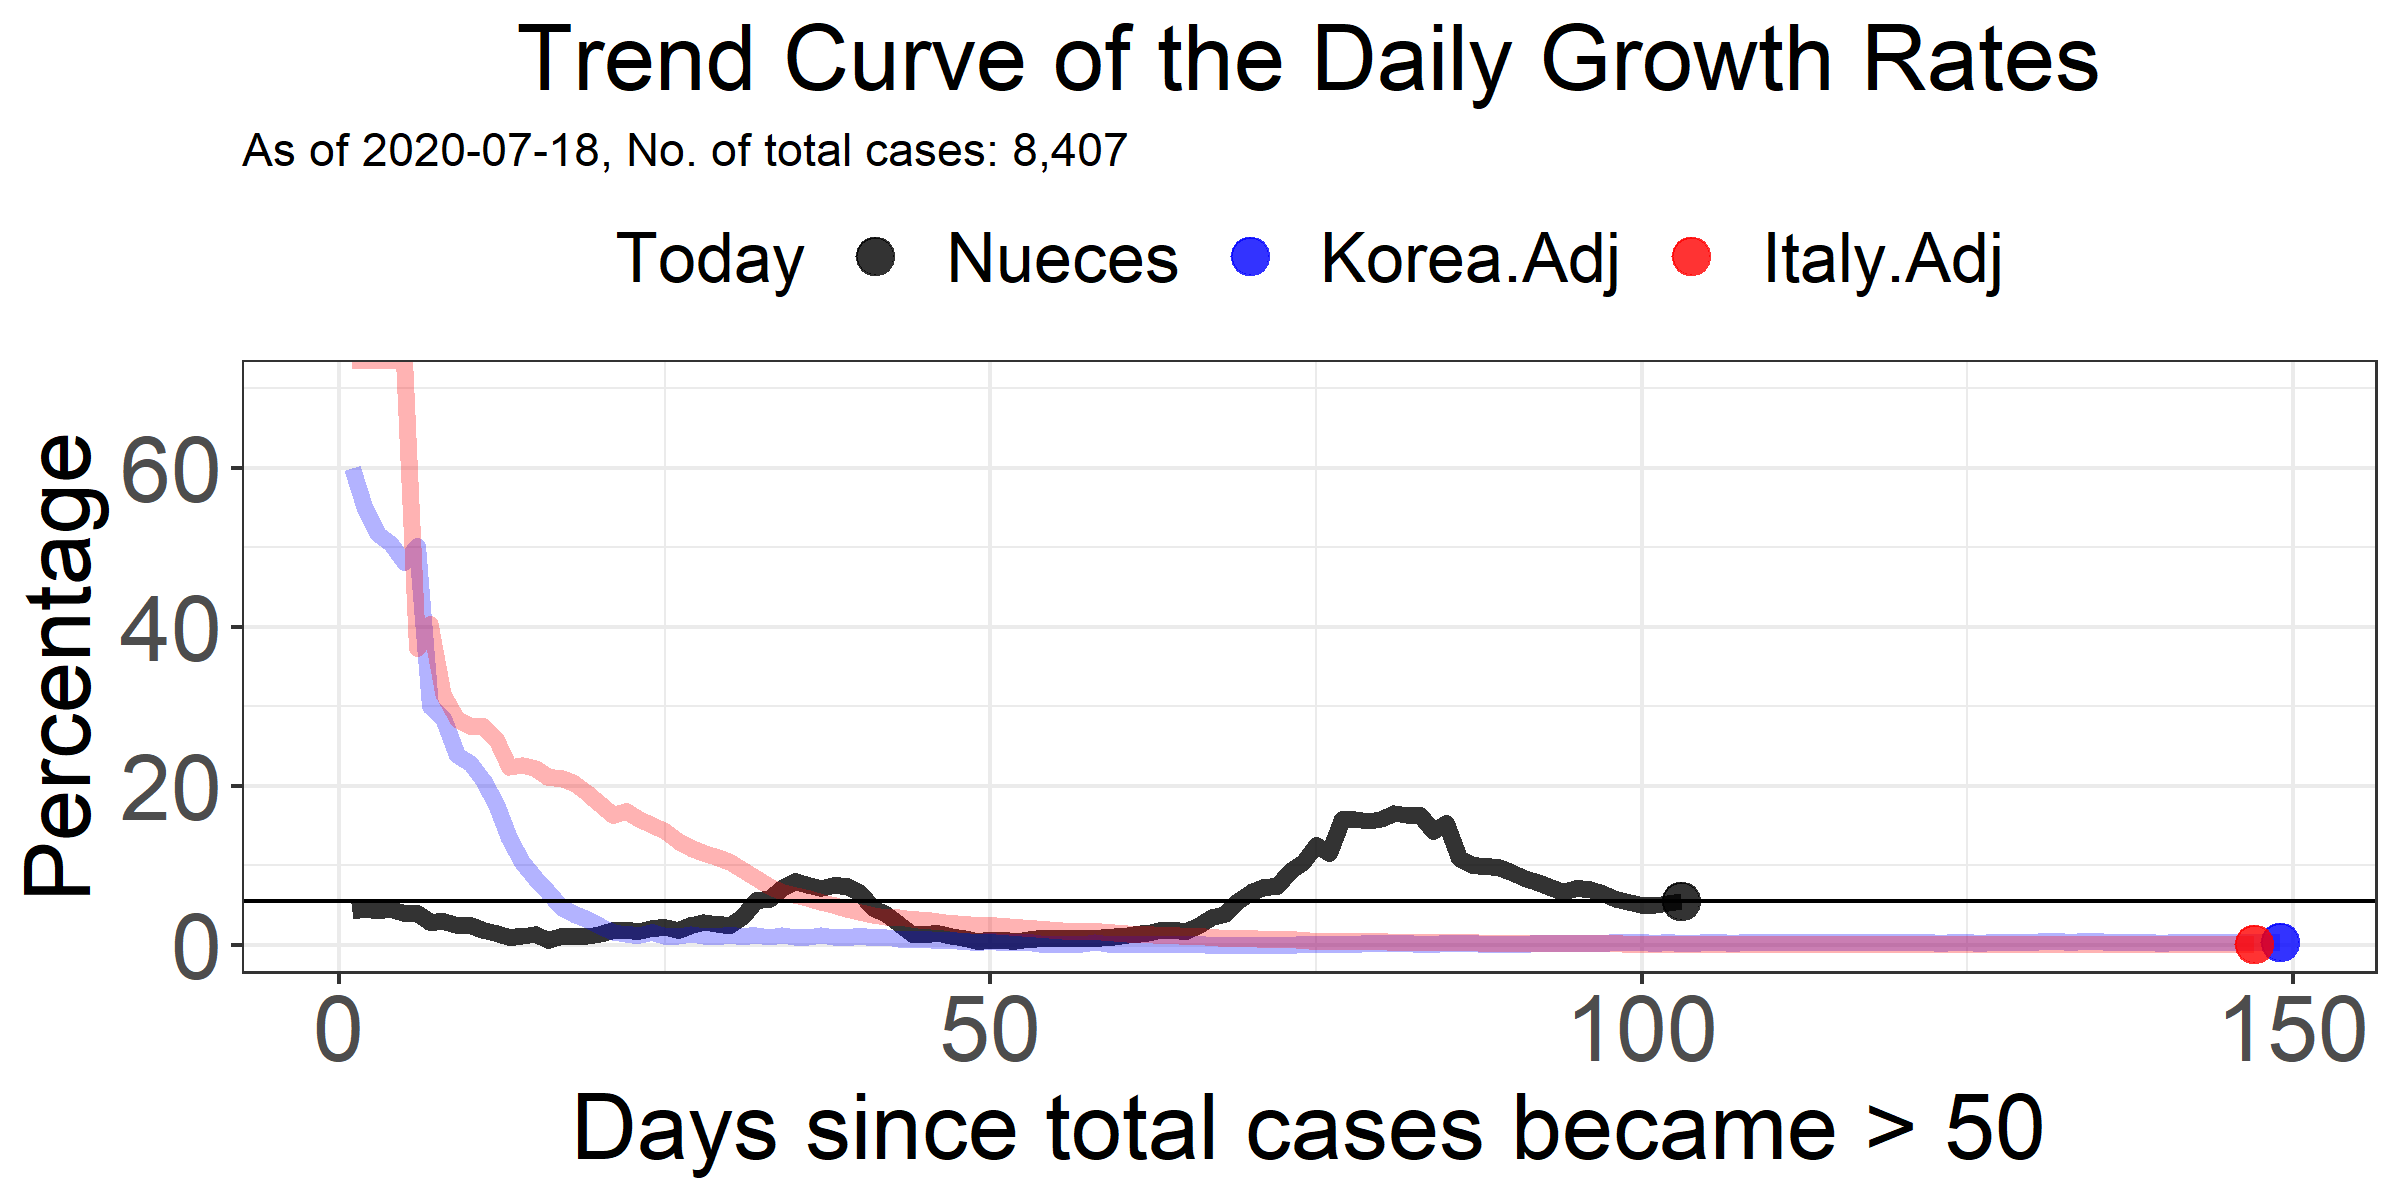 Trend Curve of the Daily Growth Rates
As of 2020-07-18, No. of total cases: 8,407
Today Nueces Korea.Adj Italy.Adj
Percentage
60
40
20
0
0 50 100 150
Days since total cases became > 50